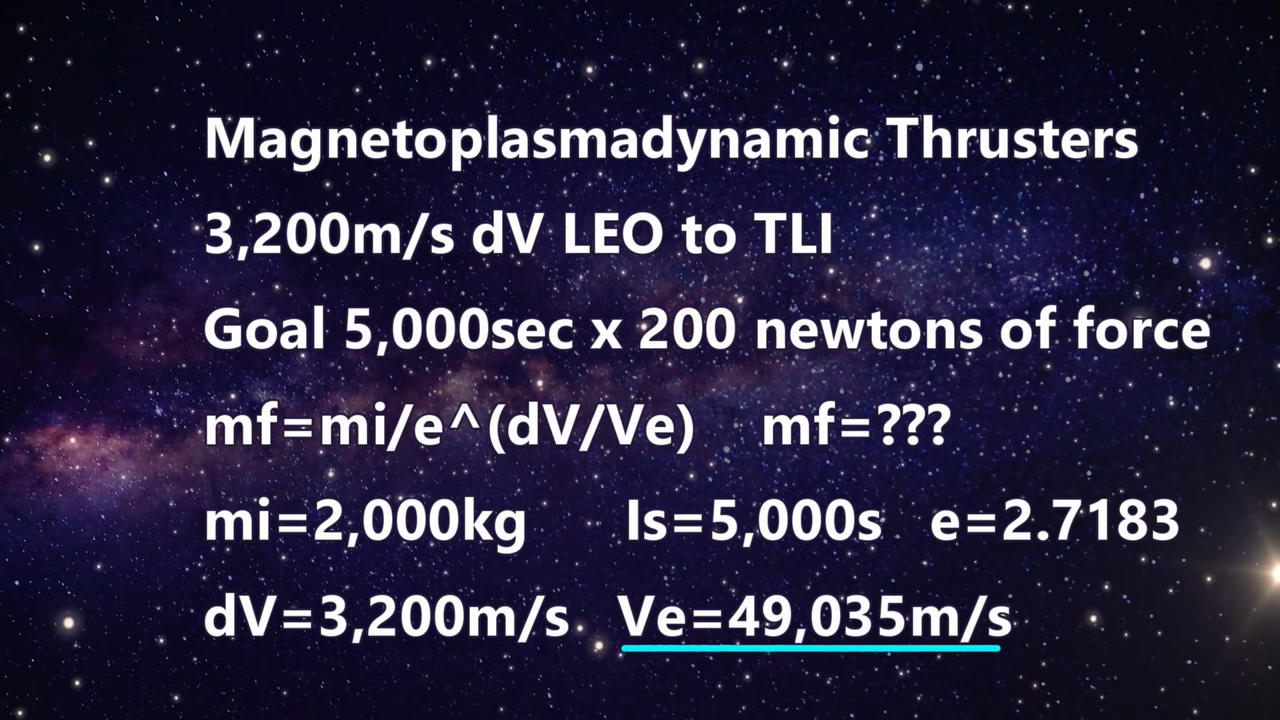 Magnetoplasmadynamic Thrusters
3,200m/s dV LEO to TLI
Goal 5,000sec x 200 newtons of force
mf=mi/e^(dV/Ve) mf=???
mi=2,000kg Is=5,000s e=2.7183
dV=3,200m/s Ve=49,035m/s